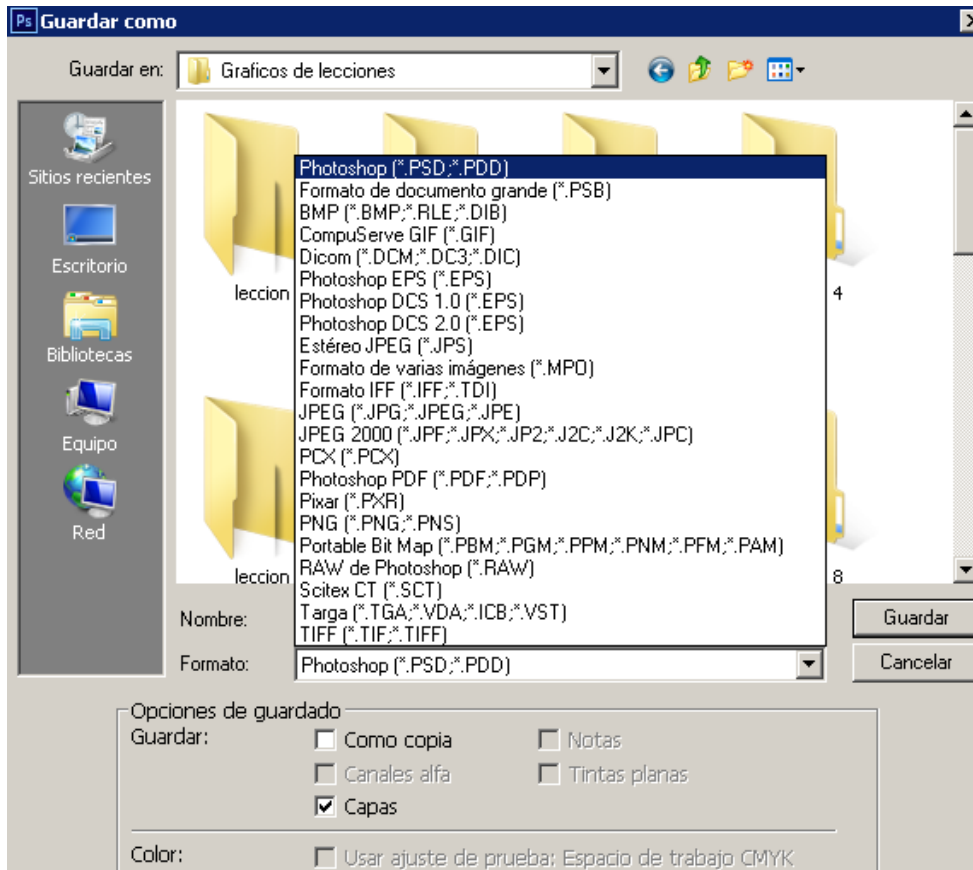 Ps Guardar como
Guardar en: Graficos de lecciones
Sitios recientes
Escritorio
Bibliotecas
Equipo
Red
leccion
4
leccion
8
Photoshop (*.PSD;*.PDD)
Formato de documento grande (*.PSB)
BMP (*.BMP;*.RLE;*.DIB)
CompuServe GIF (*.GIF)
Dicom (*.DCM;*.DC3;*.DIC)
Photoshop EPS (*.EPS)
Photoshop DCS 1.0 (*.EPS)
Photoshop DCS 2.0 (*.EPS)
Estéreo JPEG (*.JPS)
Formato de varias imágenes (*.MPO)
Formato IFF (*.IFF;*.TDI)
JPEG (*.JPG;*.JPEG;*.JPE)
JPEG 2000 (*.JPF;*.JPX;*.JP2;*.J2C;*.J2K;*.JPC)
PCX (*.PCX)
Photoshop PDF (*.PDF;*.PDP)
Pixar (*.PXR)
PNG (*.PNG;*.PNS)
Portable Bit Map (*.PBM;*.PGM;*.PPM;*.PNM;*.PFM;*.PAM)
RAW de Photoshop (*.RAW)
Scitex CT (*.SCT)
Targa (*.TGA;*.VDA;*.ICB;*.VST)
TIFF (*.TIF;*.TIFF)
Nombre:
Guardar
Formato: Photoshop (*.PSD;*.PDD)
Cancelar
Opciones de guardado
Guardar: Como copia Notas
Canales alfa Tintas planas
Capas
Color: Usar ajuste de prueba: Espacio de trabajo CMYK